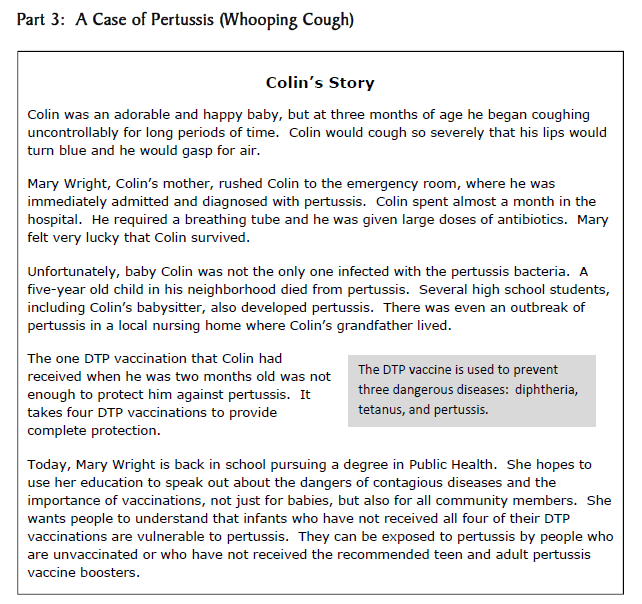 Part 3:  A Case of Pertussis (Whooping Cough)
Colin's Story
Colin was an adorable and happy baby, but at three months of age he began coughing
uncontrollably for long periods of time.  Colin would cough so severely that his lips would
turn blue and he would gasp for air.
Mary Wright, Colin's mother, rushed Colin to the emergency room, where he was
immediately admitted and diagnosed with pertussis.  Colin spent almost a month in the
hospital.  He required a breathing tube and he was given large doses of antibiotics.  Mary
felt very lucky that Colin survived.
Unfortunately, baby Colin was not the only one infected with the pertussis bacteria.  A
five-year old child in his neighborhood died from pertussis.  Several high school students,
including Colin's babysitter, also developed pertussis.  There was even an outbreak of
pertussis in a local nursing home where Colin's grandfather lived.
The one DTP vaccination that Colin had
received when he was two months old was not
enough to protect him against pertussis.  It
takes four DTP vaccinations to provide
complete protection.
The DTP vaccine is used to prevent
three dangerous diseases:  diphtheria,
tetanus, and pertussis.
Today, Mary Wright is back in school pursuing a degree in Public Health.  She hopes to
use her education to speak out about the dangers of contagious diseases and the
importance of vaccinations, not just for babies, but also for all community members.  She
wants people to understand that infants who have not received all four of their DTP
vaccinations are vulnerable to pertussis.  They can be exposed to pertussis by people who
are unvaccinated or who have not received the recommended teen and adult pertussis
vaccine boosters.